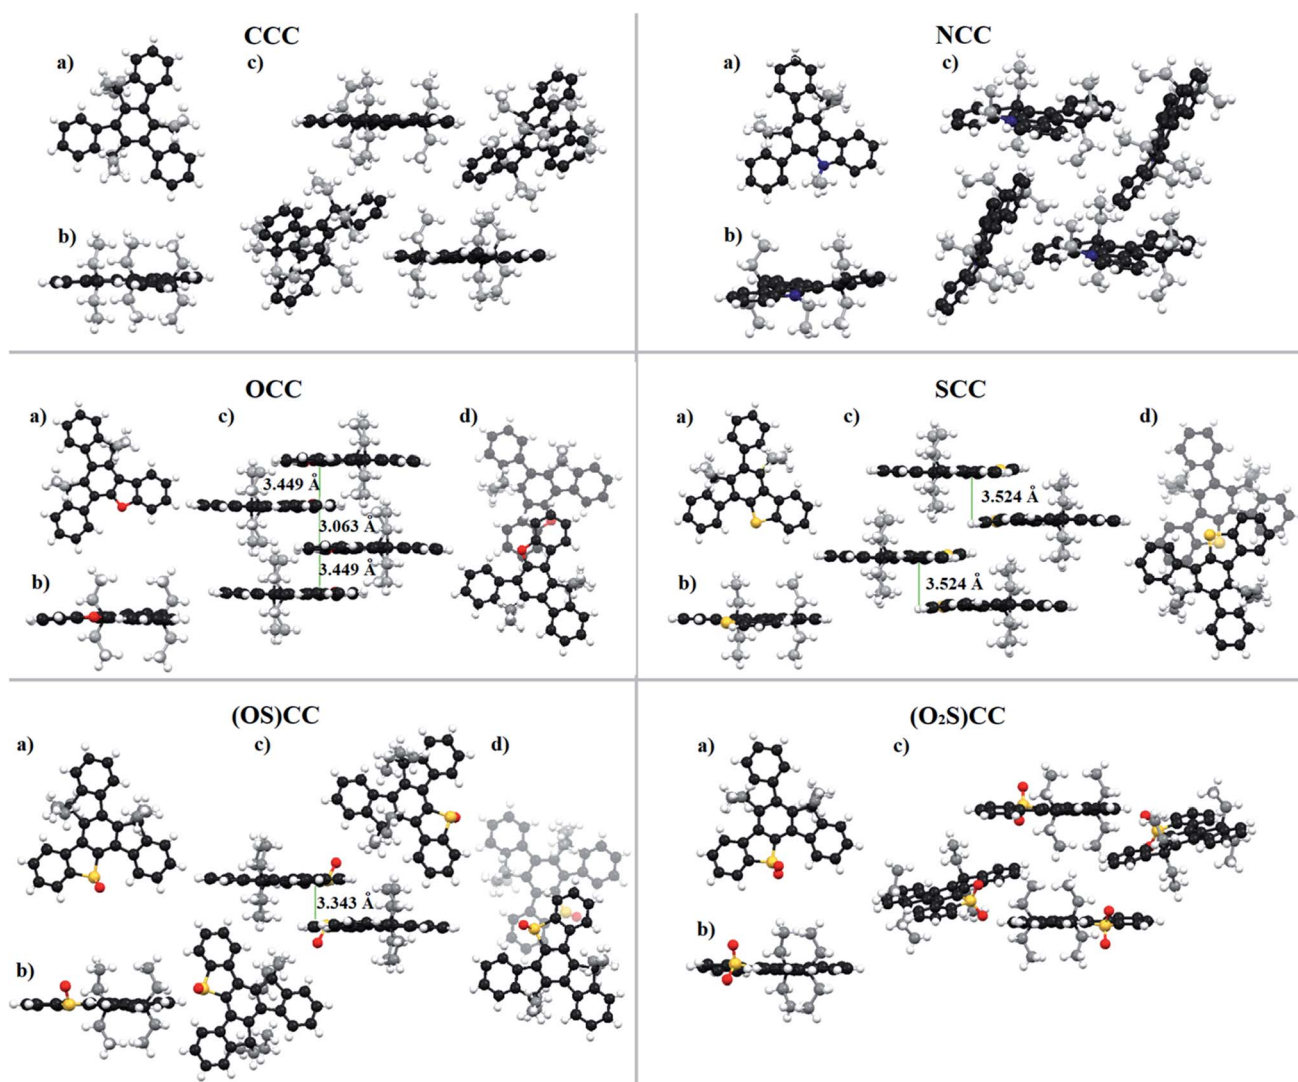 CCC
a)
c)
b)
NCC
a)
c)
b)
OCC
a)
c)
d)
3.449 Å
3.063 Å
3.449 Å
b)
SCC
a)
c)
d)
3.524 Å
3.524 Å
b)
(OS)CC
a)
c)
d)
3.343 Å
b)
(O₂S)CC
a)
c)
b)